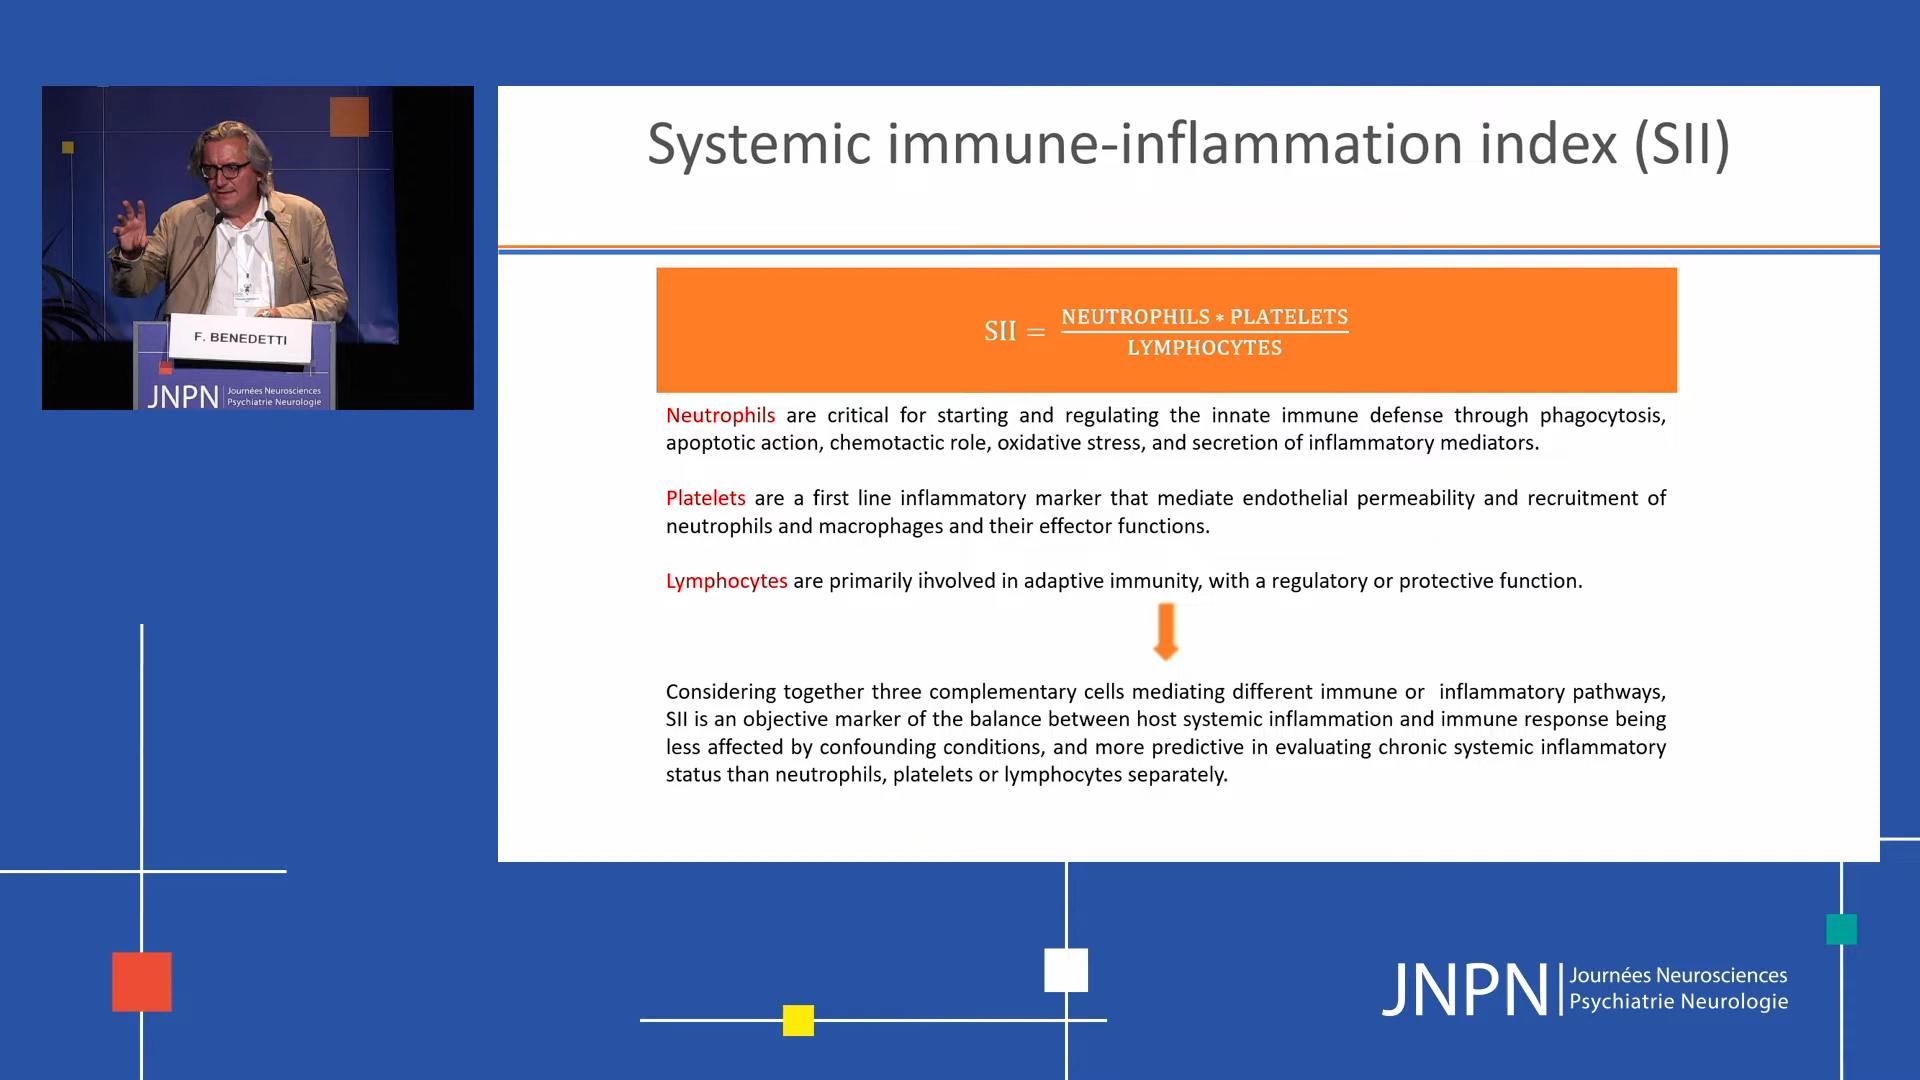 Systemic immune-inflammation index (SII)
SII = NEUTROPHILS * PLATELETS
LYMPHOCYTES
Neutrophils are critical for starting and regulating the innate immune defense through phagocytosis,
apoptotic action, chemotactic role, oxidative stress, and secretion of inflammatory mediators.
Platelets are a first line inflammatory marker that mediate endothelial permeability and recruitment of
neutrophils and macrophages and their effector functions.
Lymphocytes are primarily involved in adaptive immunity, with a regulatory or protective function.
Considering together three complementary cells mediating different immune or inflammatory pathways,
SII is an objective marker of the balance between host systemic inflammation and immune response being
less affected by confounding conditions, and more predictive in evaluating chronic systemic inflammatory
status than neutrophils, platelets or lymphocytes separately.
F. BENEDETTI
JNPN Journées Neurosciences
Psychiatrie Neurologie
JNPN Journées Neurosciences
Psychiatrie Neurologie